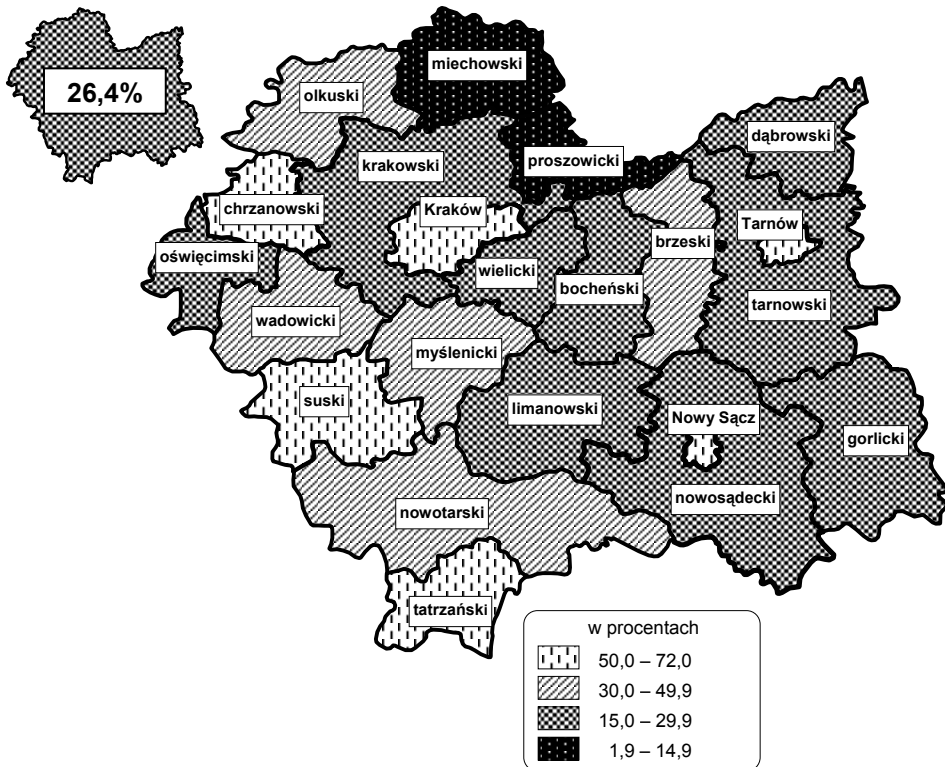 miechowski
26,4%
olkuski
dąbrowski
krakowski
proszowicki
chrzanowski
Kraków
Tarnów
brzeski
oświęcimski
wielicki
bocheński
tarnowski
wadowicki
myślenicki
suski
limanowski
Nowy Sącz
gorlicki
nowosądecki
nowotarski
tatrzański
w procentach
50,0 – 72,0
30,0 – 49,9
15,0 – 29,9
1,9 – 14,9